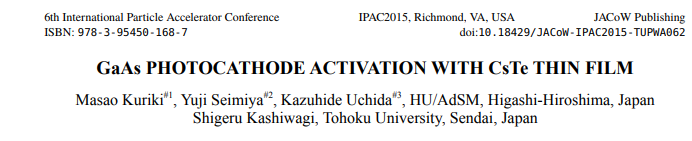 6th International Particle Accelerator Conference IPAC2015, Richmond, VA, USA JACoW Publishing
ISBN: 978-3-95450-168-7 doi:10.18429/JACoW-IPAC2015-TUPWA062
GaAs PHOTOCATHODE ACTIVATION WITH CsTe THIN FILM
Masao Kuriki#1, Yuji Seimiya#2, Kazuhide Uchida#3, HU/AdSM, Higashi-Hiroshima, Japan
Shigeru Kashiwagi, Tohoku University, Sendai, Japan